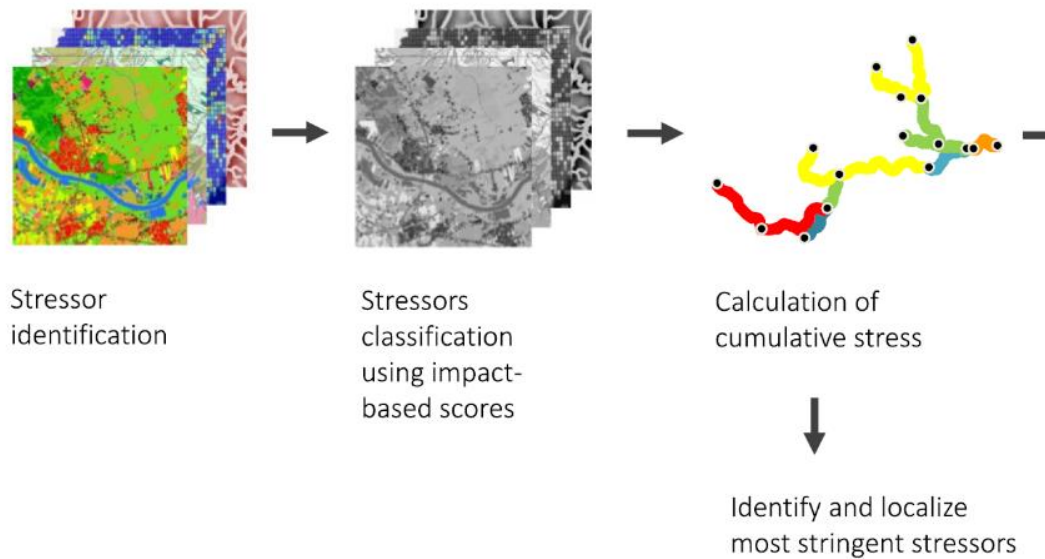 Stressor
identification
Stressors
classification
using impact-
based scores
Calculation of
cumulative stress
Identify and localize
most stringent stressors